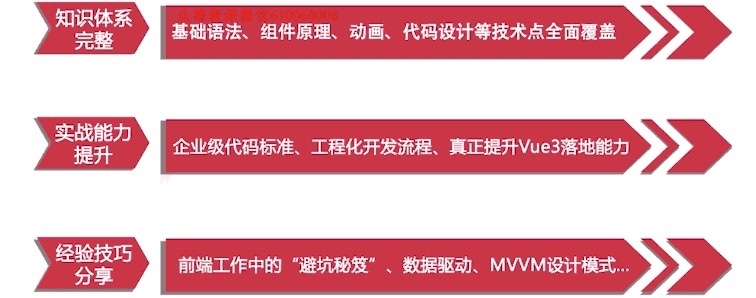 知识体系
完整
基础语法、组件原理、动画、代码设计等技术点全面覆盖
实战能力
提升
企业级代码标准、工程化开发流程、真正提升Vue3落地能力
经验技巧
分享
前端工作中的“避坑秘笈”、数据驱动、MVVM设计模式...